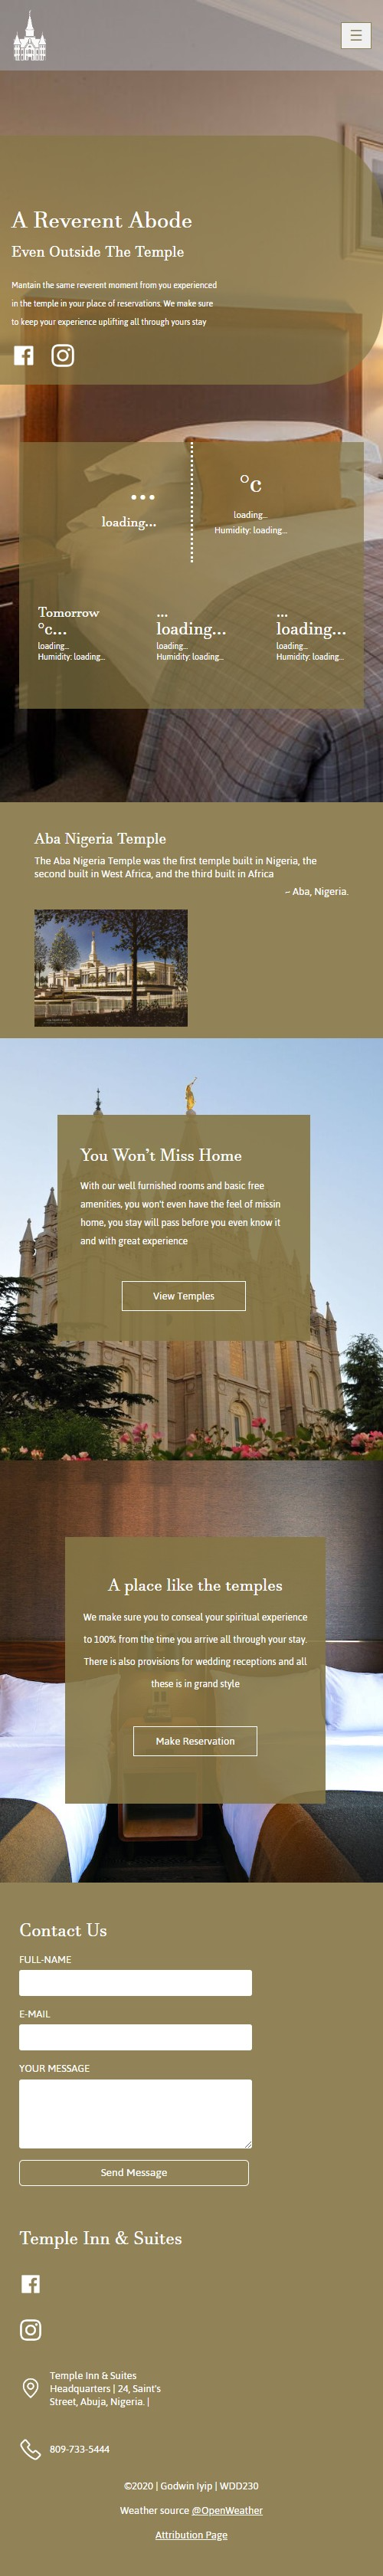 A Reverent Abode
Even Outside The Temple
Mantain the same reverent moment from you experienced
in the temple in your place of reservations. We make sure
to keep your experience uplifting all through yours stay
...
loading...
°c
loading...
Humidity: loading...
Tomorrow
°c...
loading...
Humidity: loading...
...
loading...
loading...
Humidity: loading...
...
loading...
loading...
Humidity: loading...
Aba Nigeria Temple
The Aba Nigeria Temple was the first temple built in Nigeria, the
second built in West Africa, and the third built in Africa
~ Aba, Nigeria.
You Won't Miss Home
With our well furnished rooms and basic free
amenities, you won't even have the feel of missin
home, you stay will pass before you even know it
and with great experience
View Temples
A place like the temples
We make sure you to conseal your spiritual experience
to 100% from the time you arrive all through your stay.
There is also provisions for wedding receptions and all
these is in grand style
Make Reservation
Contact Us
FULL-NAME
E-MAIL
YOUR MESSAGE
Send Message
Temple Inn & Suites
Temple Inn & Suites
Headquarters | 24, Saint's
Street, Abuja, Nigeria. |
809-733-5444
©2020 | Godwin Iyip | WDD230
Weather source @OpenWeather
Attribution Page